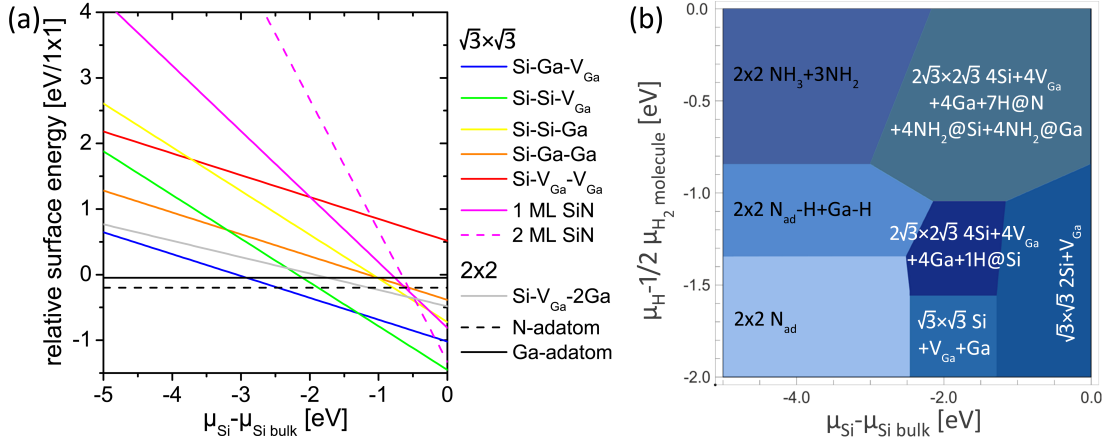 (a)
relative surface energy [eV/1x1]
4
3
2
1
0
-1
-5
-4
-3
-2
-1
0
μSi-μSi bulk [eV]
√3×√3
Si-Ga-VGa
Si-Si-VGa
Si-Si-Ga
Si-Ga-Ga
Si-VGa-VGa
1 ML SiN
2 ML SiN
2x2
Si-VGa-2Ga
N-adatom
Ga-adatom
(b)
μH-1/2 μH2 molecule [eV]
0.0
-0.5
-1.0
-1.5
-2.0
-4.0
-2.0
0.0
μSi-μSi bulk [eV]
2x2 NH3+3NH2
2√3×2√3 4Si+4VGa
+4Ga+7H@N
+4NH2@Si+4NH2@Ga
2x2 Nad-H+Ga-H
2√3×2√3 4Si+4VGa
+4Ga+1H@Si
2x2 Nad
√3×√3 Si
+VGa+Ga
√3×√3 2Si+VGa